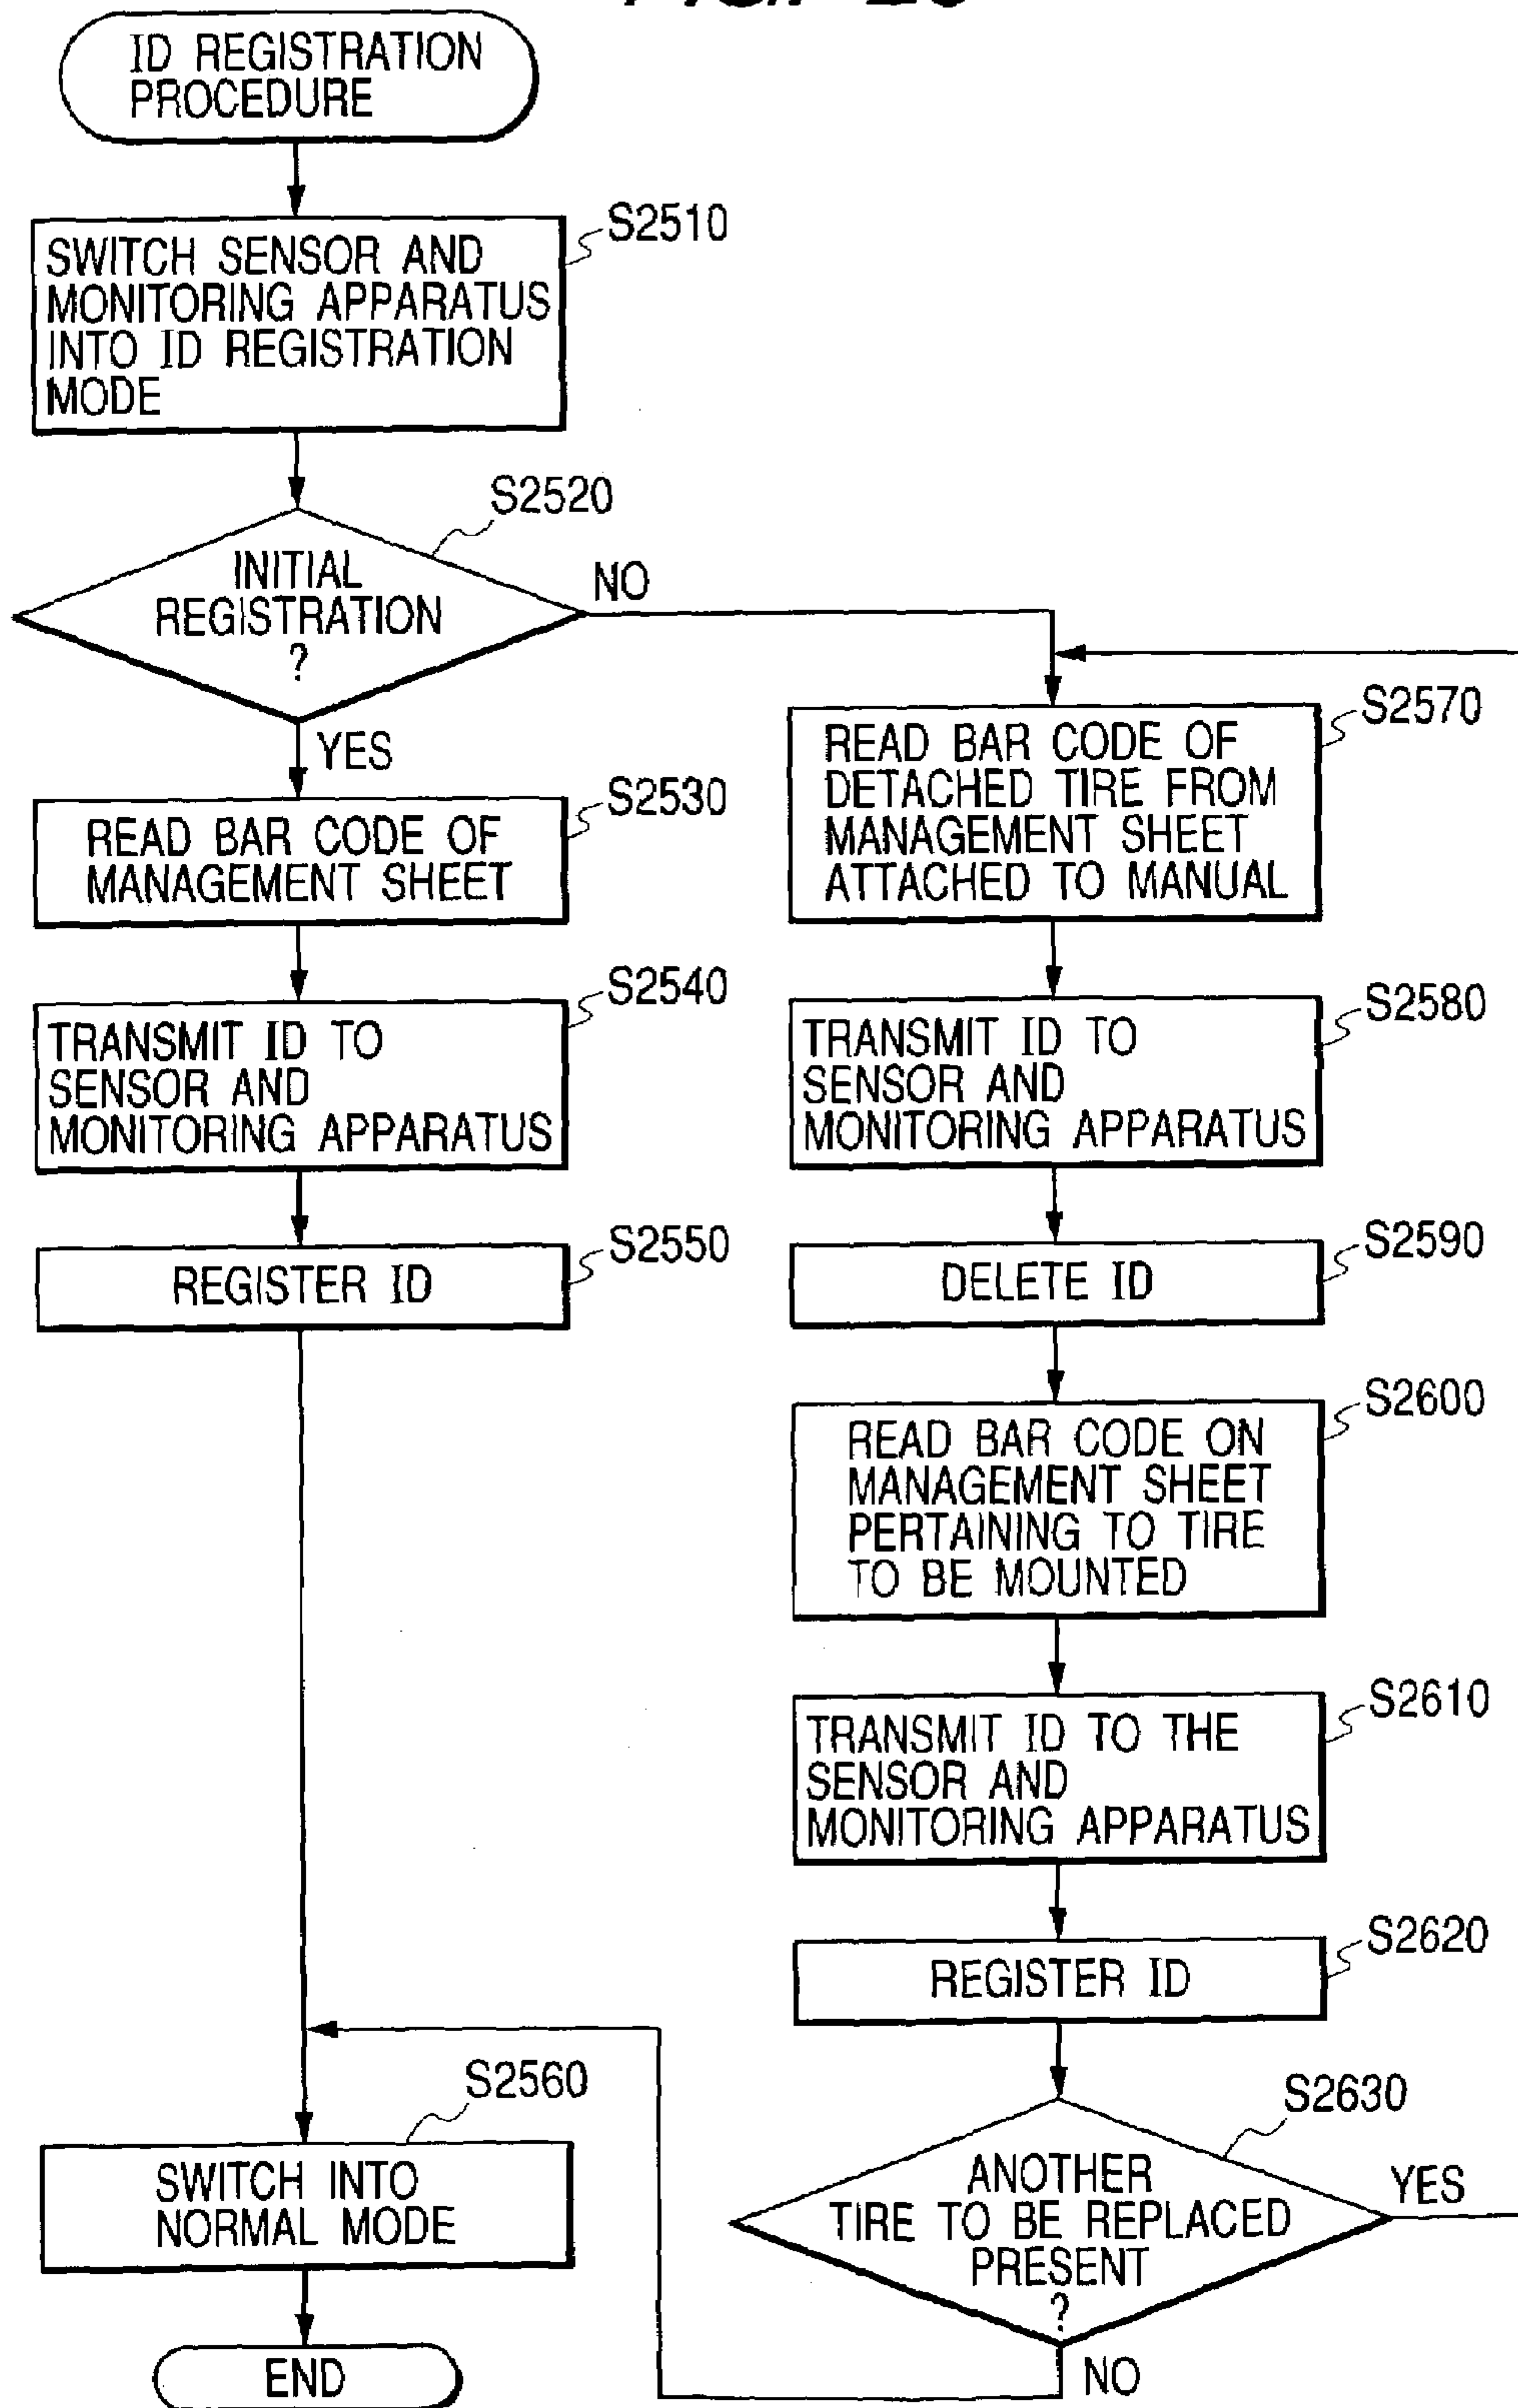 ID REGISTRATION
PROCEDURE
S2510
SWITCH SENSOR AND
MONITORING APPARATUS
INTO ID REGISTRATION
MODE
S2520
INITIAL
REGISTRATION
?
NO
YES
S2530
READ BAR CODE OF
MANAGEMENT SHEET
S2540
TRANSMIT ID TO
SENSOR AND
MONITORING APPARATUS
S2550
REGISTER ID
S2560
SWITCH INTO
NORMAL MODE
END
S2570
READ BAR CODE OF
DETACHED TIRE FROM
MANAGEMENT SHEET
ATTACHED TO MANUAL
S2580
TRANSMIT ID TO
SENSOR AND
MONITORING APPARATUS
S2590
DELETE ID
S2600
READ BAR CODE ON
MANAGEMENT SHEET
PERTAINING TO TIRE
TO BE MOUNTED
S2610
TRANSMIT ID TO THE
SENSOR AND
MONITORING APPARATUS
S2620
REGISTER ID
S2630
ANOTHER
TIRE TO BE REPLACED
PRESENT
?
YES
NO